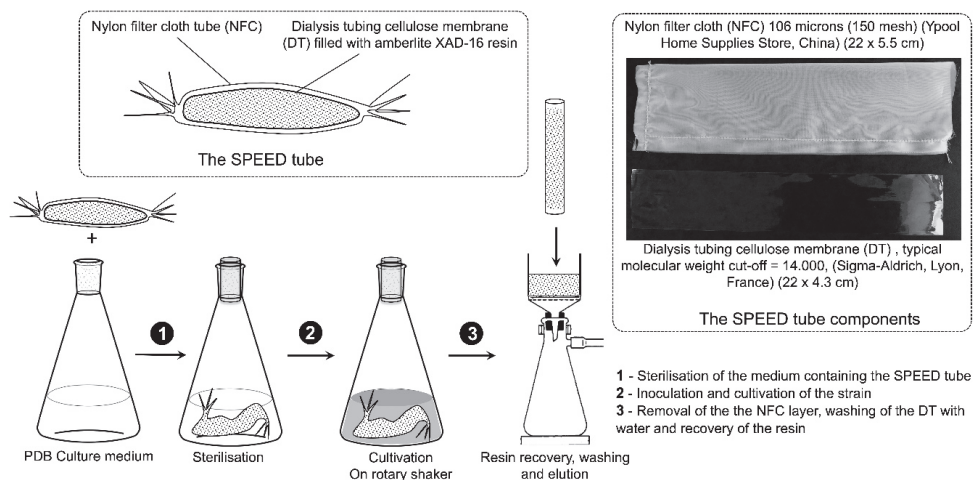 Nylon filter cloth tube (NFC)
Dialysis tubing cellulose membrane
(DT) filled with amberlite XAD-16 resin
The SPEED tube
Nylon filter cloth (NFC) 106 microns (150 mesh) (Ypool
Home Supplies Store, China) (22 x 5.5 cm)
Dialysis tubing cellulose membrane (DT) , typical
molecular weight cut-off = 14.000, (Sigma-Aldrich, Lyon,
France) (22 x 4.3 cm)
The SPEED tube components
+
1
2
3
PDB Culture medium
Sterilisation
Cultivation
On rotary shaker
Resin recovery, washing
and elution
1 - Sterilisation of the medium containing the SPEED tube
2 - Inoculation and cultivation of the strain
3 - Removal of the the NFC layer, washing of the DT with
water and recovery of the resin